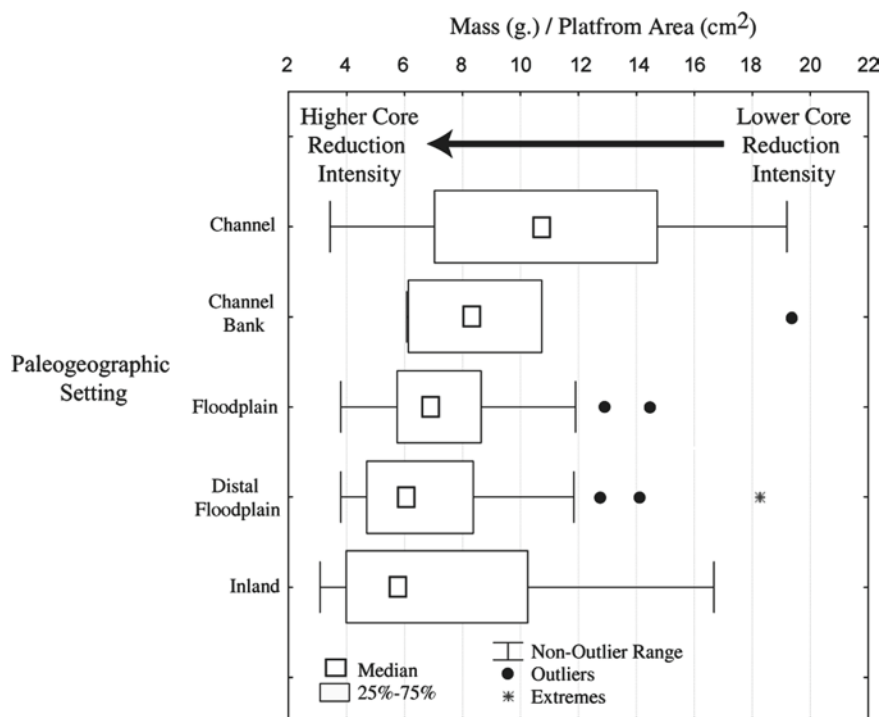 Mass (g.) / Platfrom Area (cm2)
2 4 6 8 10 12 14 16 18 20 22
Higher Core
Reduction
Intensity
Lower Core
Reduction
Intensity
Channel
Channel
Bank
Paleogeographic
Setting
Floodplain
Distal
Floodplain
Inland
Median
25%-75%
Non-Outlier Range
Outliers
Extremes